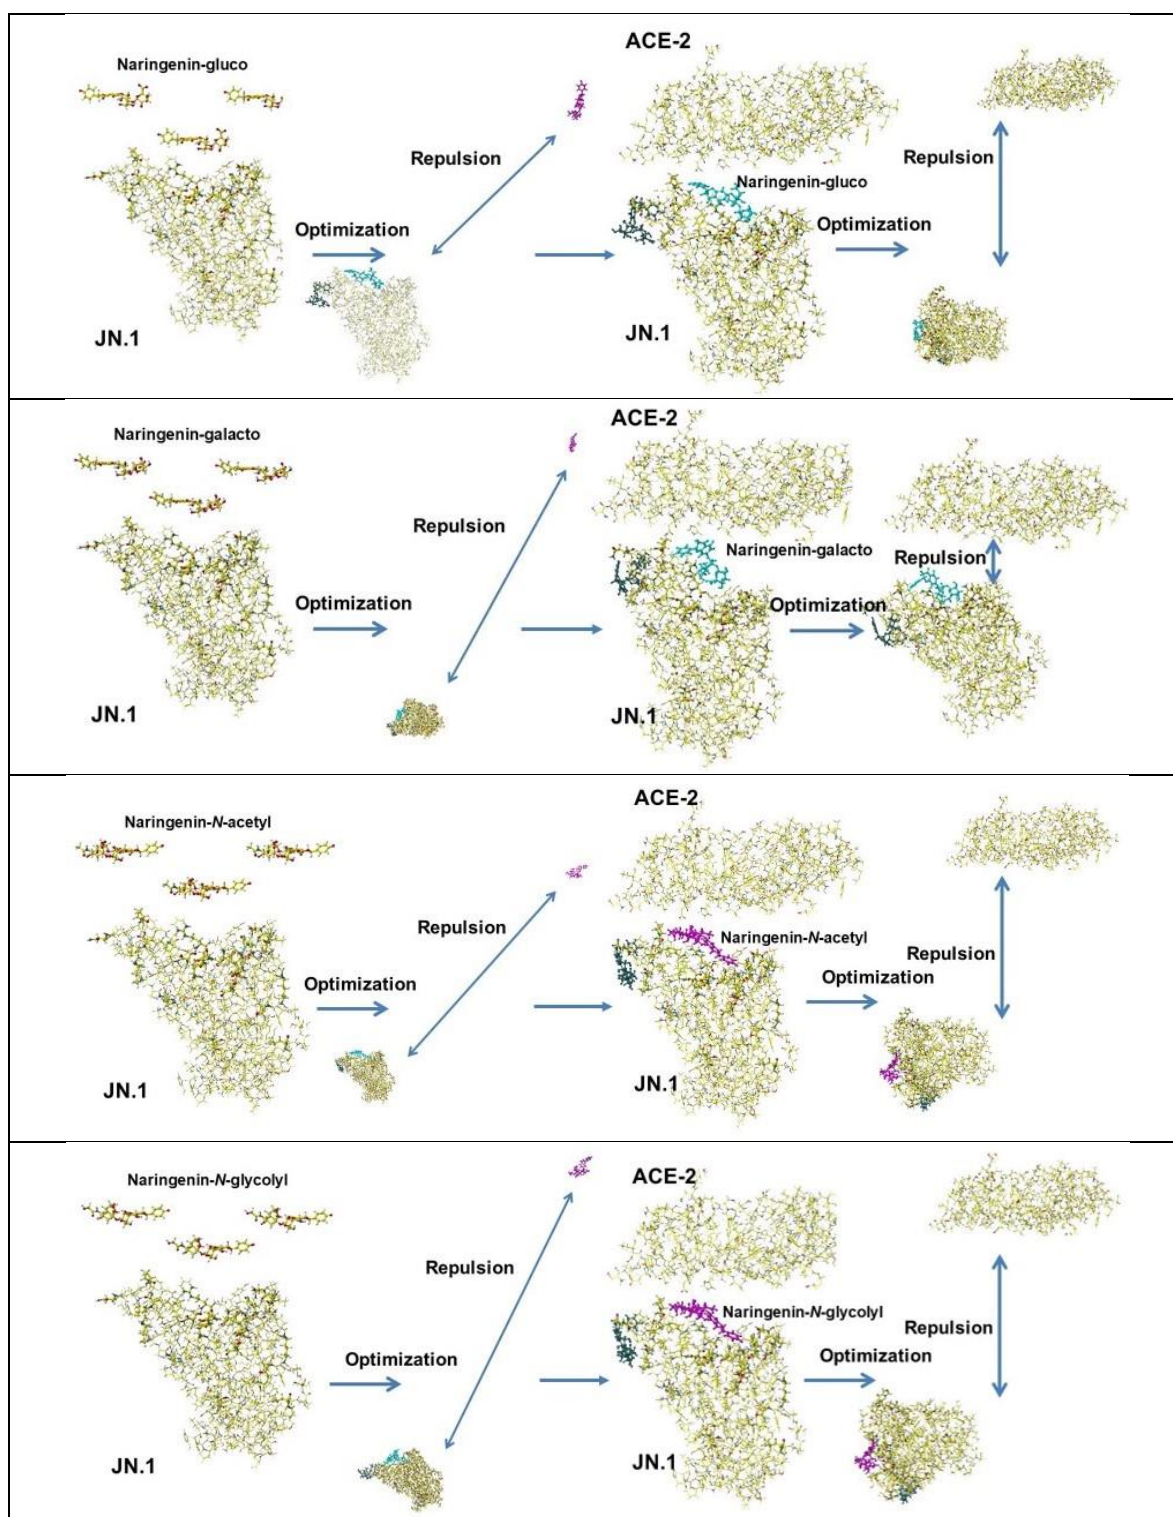 Naringenin-gluco
Repulsion
Optimization
JN.1
ACE-2
Naringenin-gluco
Repulsion
Optimization
JN.1
Naringenin-galacto
Repulsion
Optimization
JN.1
ACE-2
Naringenin-galacto
Repulsion
Optimization
JN.1
Naringenin-N-acetyl
Repulsion
Optimization
JN.1
ACE-2
Naringenin-N-acetyl
Repulsion
Optimization
JN.1
Naringenin-N-glycolyl
Repulsion
Optimization
JN.1
ACE-2
Naringenin-N-glycolyl
Repulsion
Optimization
JN.1